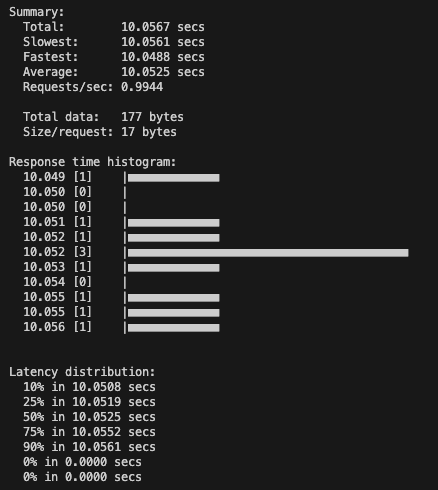 Summary:
  Total:        10.0567 secs
  Slowest:      10.0561 secs
  Fastest:      10.0488 secs
  Average:      10.0525 secs
  Requests/sec: 0.9944

  Total data:   177 bytes
  Size/request: 17 bytes

Response time histogram:
  10.049 [1]    |
  10.050 [0]    |
  10.050 [0]    |
  10.051 [1]    |
  10.052 [1]    |
  10.052 [3]    |
  10.053 [1]    |
  10.054 [0]    |
  10.055 [1]    |
  10.055 [1]    |
  10.056 [1]    |

Latency distribution:
  10% in 10.0508 secs
  25% in 10.0519 secs
  50% in 10.0525 secs
  75% in 10.0552 secs
  90% in 10.0561 secs
  0% in 0.0000 secs
  0% in 0.0000 secs